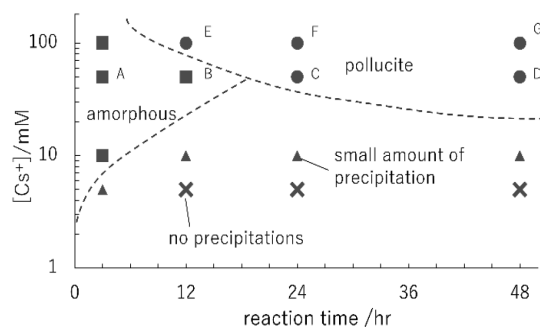 E
F
G
100
A
B
C
D
pollucite
amorphous
[Cs+]/mM
10
small amount of
precipitation
no precipitations
1
0
12
24
36
48
reaction time /hr